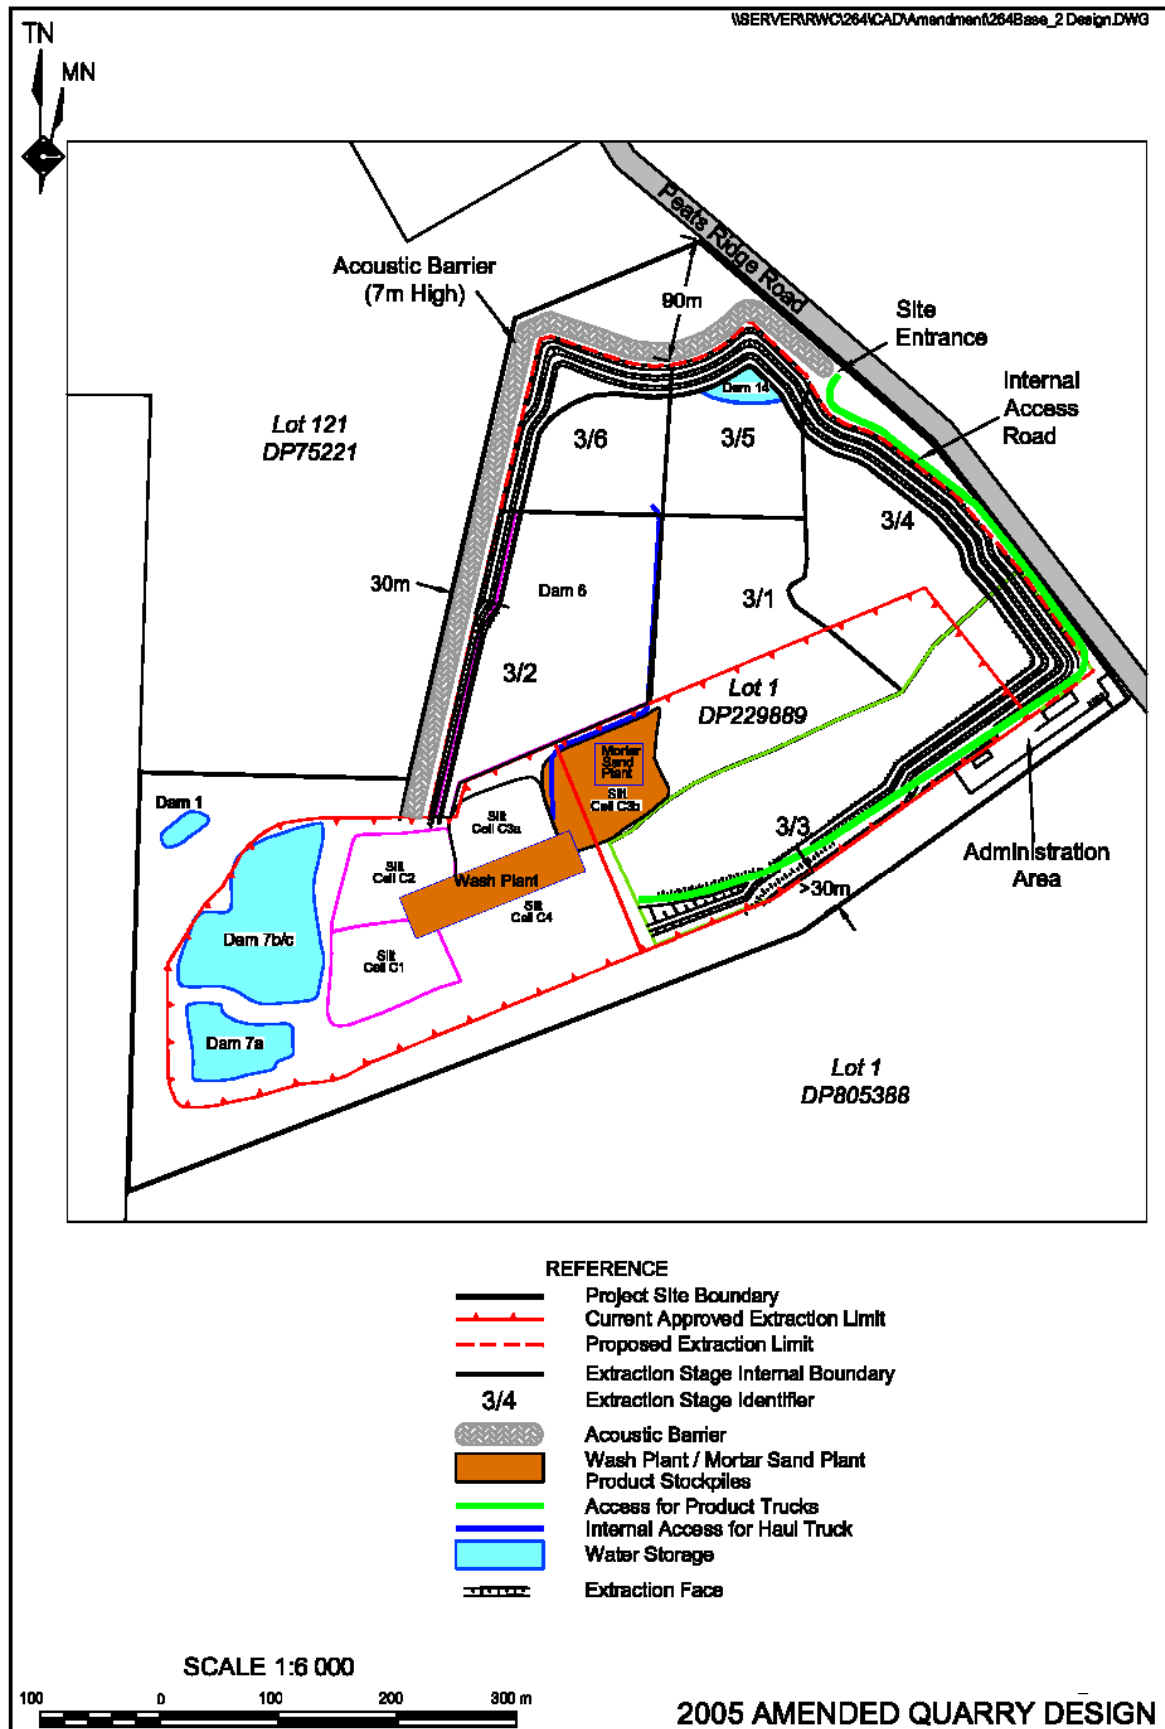 \\SERVER\RWC\264\CAD\Amendment\264Base_2 Design.DWG
TN
MN
Peats Ridge Road
Acoustic Barrier
(7m High)
90m
Site
Entrance
Internal
Access
Road
Dam 14
Lot 121
DP75221
3/6
3/5
3/4
30m
Dam 6
3/1
3/2
Lot 1
DP229889
Mortar
Sand
Plant
Silt
Cell C3b
Dam 1
Silt
Cell C3a
3/3
Administration
Area
Silt
Cell C2
Wash Plant
>30m
Silt
Cell C4
Dam 7b/c
Silt
Cell C1
Dam 7a
Lot 1
DP805388
REFERENCE
Project Site Boundary
Current Approved Extraction Limit
Proposed Extraction Limit
Extraction Stage Internal Boundary
3/4 Extraction Stage Identifier
Acoustic Barrier
Wash Plant / Mortar Sand Plant
Product Stockpiles
Access for Product Trucks
Internal Access for Haul Truck
Water Storage
Extraction Face
SCALE 1:6 000
100 0 100 200 300 m
2005 AMENDED QUARRY DESIGN